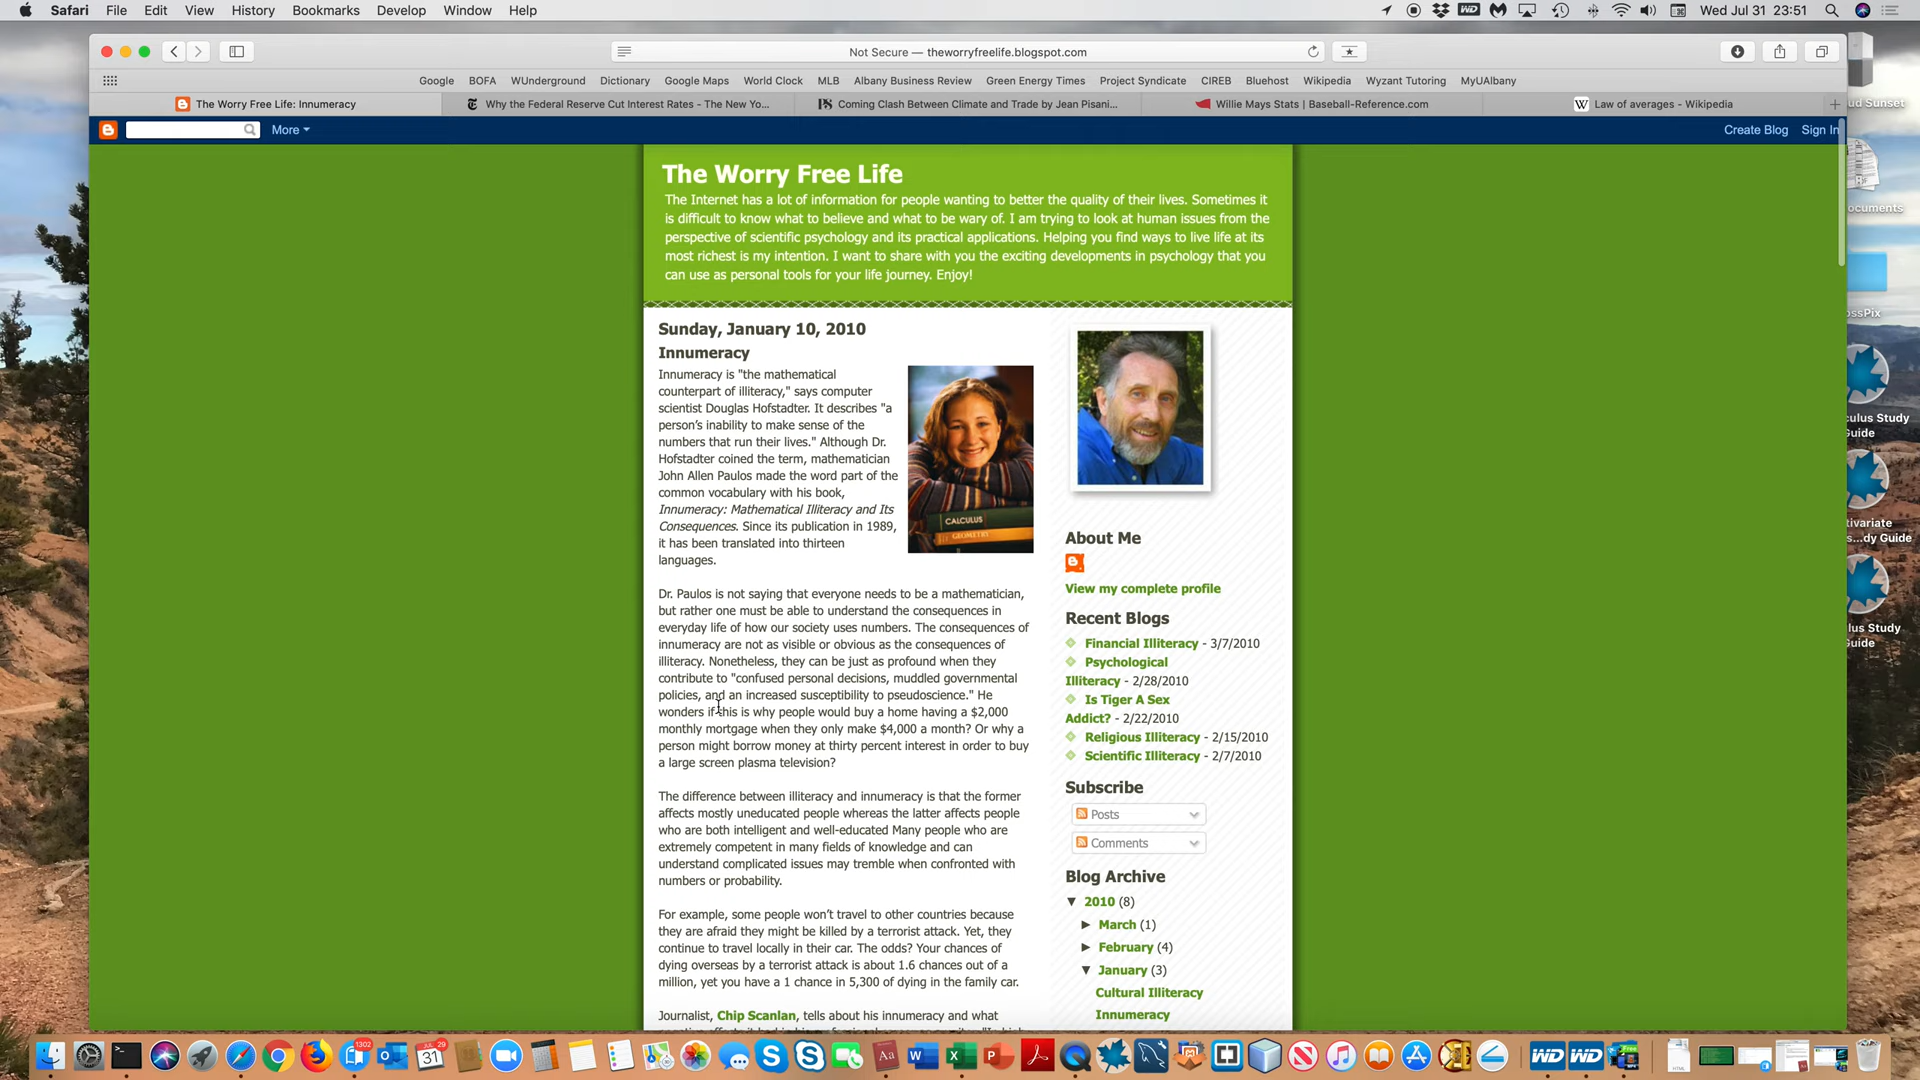 Safari File Edit View History Bookmarks Develop Window Help
WD
Wed Jul 31 23:51
Not Secure — theworryfreelife.blogspot.com
Google BOFA WUnderground Dictionary Google Maps World Clock MLB Albany Business Review Green Energy Times Project Syndicate CIREB Bluehost Wikipedia Wyzant Tutoring MyUAlbany
The Worry Free Life: Innumeracy
Why the Federal Reserve Cut Interest Rates - The New Yo...
Coming Clash Between Climate and Trade by Jean Pisani...
Willie Mays Stats | Baseball-Reference.com
W Law of averages - Wikipedia
More
Create Blog Sign In
The Worry Free Life
The Internet has a lot of information for people wanting to better the quality of their lives. Sometimes it
is difficult to know what to believe and what to be wary of. I am trying to look at human issues from the
perspective of scientific psychology and its practical applications. Helping you find ways to live life at its
most richest is my intention. I want to share with you the exciting developments in psychology that you
can use as personal tools for your life journey. Enjoy!
Sunday, January 10, 2010
Innumeracy
Innumeracy is "the mathematical
counterpart of illiteracy," says computer
scientist Douglas Hofstadter. It describes "a
person's inability to make sense of the
numbers that run their lives." Although Dr.
Hofstadter coined the term, mathematician
John Allen Paulos made the word part of the
common vocabulary with his book,
Innumeracy: Mathematical Illiteracy and Its
Consequences. Since its publication in 1989,
it has been translated into thirteen
languages.
CALCULUS
GEOMETRY
Dr. Paulos is not saying that everyone needs to be a mathematician,
but rather one must be able to understand the consequences in
everyday life of how our society uses numbers. The consequences of
innumeracy are not as visible or obvious as the consequences of
illiteracy. Nonetheless, they can be just as profound when they
contribute to "confused personal decisions, muddled governmental
policies, and an increased susceptibility to pseudoscience." He
wonders if this is why people would buy a home having a $2,000
monthly mortgage when they only make $4,000 a month? Or why a
person might borrow money at thirty percent interest in order to buy
a large screen plasma television?
The difference between illiteracy and innumeracy is that the former
affects mostly uneducated people whereas the latter affects people
who are both intelligent and well-educated Many people who are
extremely competent in many fields of knowledge and can
understand complicated issues may tremble when confronted with
numbers or probability.
For example, some people won't travel to other countries because
they are afraid they might be killed by a terrorist attack. Yet, they
continue to travel locally in their car. The odds? Your chances of
dying overseas by a terrorist attack is about 1.6 chances out of a
million, yet you have a 1 chance in 5,300 of dying in the family car.
Journalist, Chip Scanlan, tells about his innumeracy and what
About Me
View my complete profile
Recent Blogs
Financial Illiteracy - 3/7/2010
Psychological
Illiteracy - 2/28/2010
Is Tiger A Sex
Addict? - 2/22/2010
Religious Illiteracy - 2/15/2010
Scientific Illiteracy - 2/7/2010
Subscribe
Posts
Comments
Blog Archive
2010 (8)
March (1)
February (4)
January (3)
Cultural Illiteracy
Innumeracy
ud Sunset
ocuments
ossPix
culus Study
uide
tivariate
s...dy Guide
lus Study
uide
1302
JUL 29
31
Aa
WD
WD
HTML